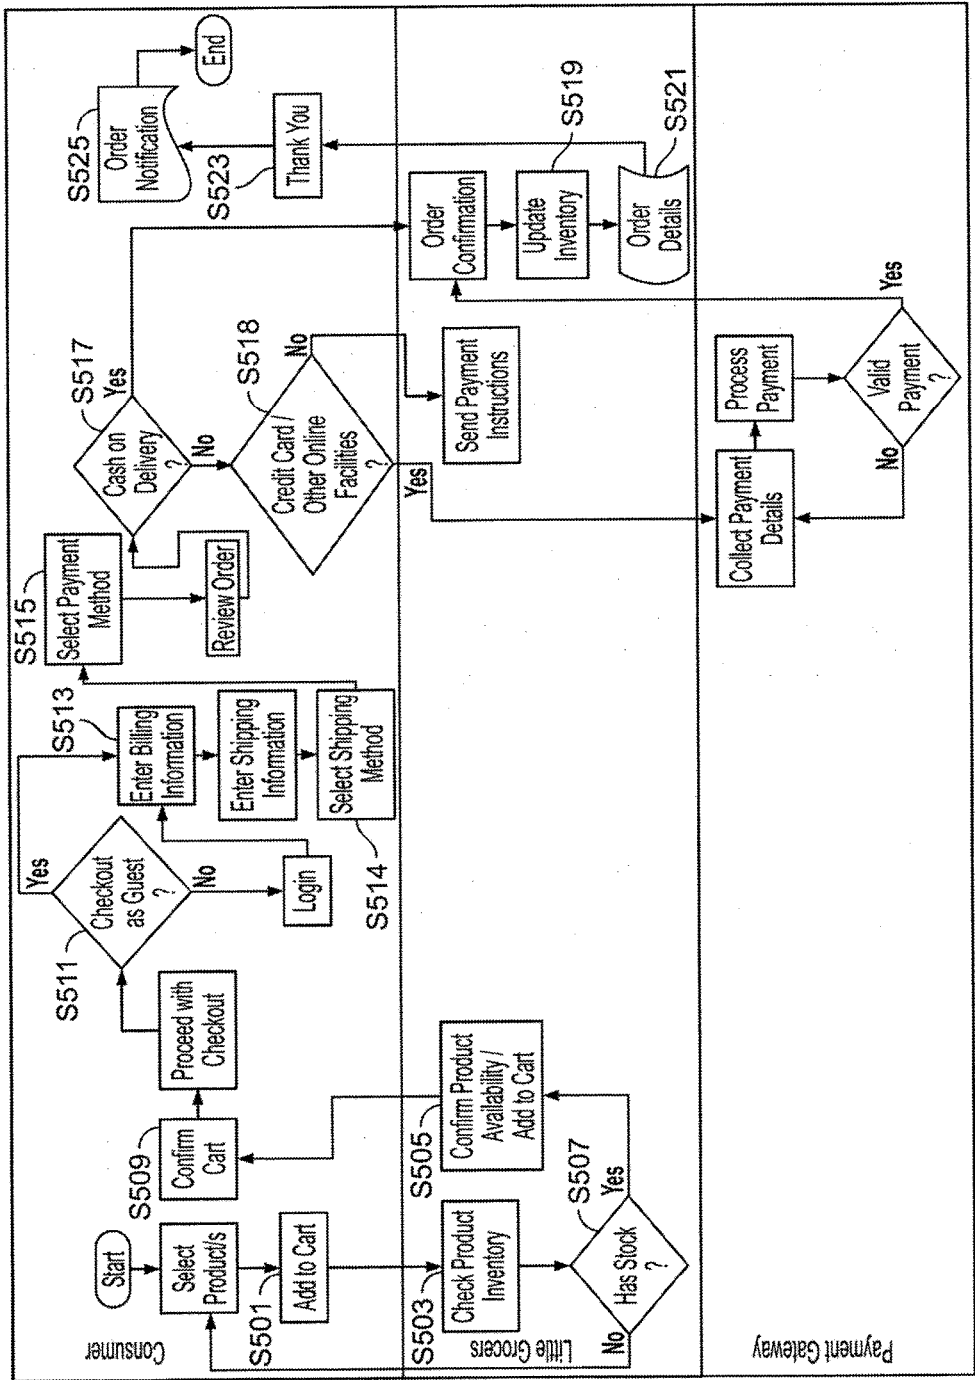 Consumer
Start
Select
Product/s
S501
Add to Cart
S509
Confirm
Cart
Proceed with
Checkout
S511
Checkout
as Guest
?
Yes
No
Login
S513
Enter Billing
Information
Enter Shipping
Information
Select Shipping
Method
S514
S515
Select Payment
Method
Review Order
S517
Cash on
Delivery
?
Yes
No
S518
Credit Card /
Other Online
Facilities
?
No
Yes
S525
Order
Notification
End
S523
Thank You
Little Grocers
S503
Check Product
Inventory
S507
Has Stock
?
No
Yes
S505
Confirm Product
Availability /
Add to Cart
Send Payment
Instructions
Order
Confirmation
Update
Inventory
S519
Order
Details
S521
Payment Gateway
Collect Payment
Details
Process
Payment
Valid
Payment
?
No
Yes